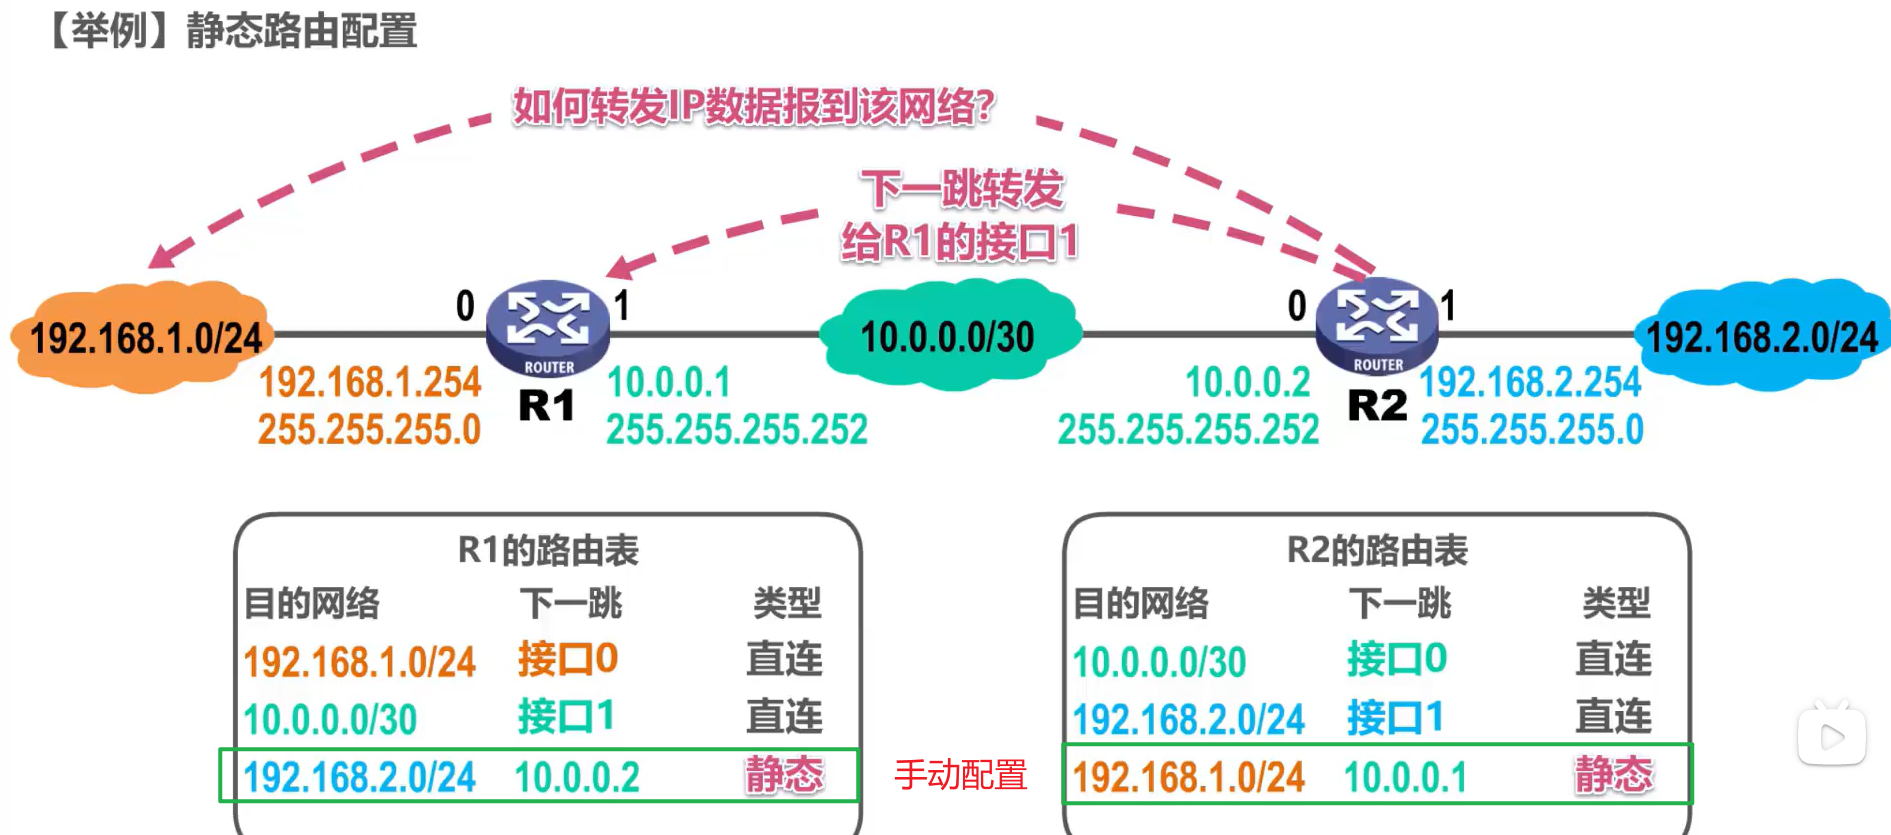 【举例】静态路由配置
如何转发IP数据报到该网络？
下一跳转发
给R1的接口1
0
1
0
1
192.168.1.0/24
10.0.0.0/30
192.168.2.0/24
ROUTER
ROUTER
192.168.1.254
255.255.255.0
R1
10.0.0.1
255.255.255.252
10.0.0.2
255.255.255.252
R2
192.168.2.254
255.255.255.0
R1的路由表
目的网络 下一跳 类型
192.168.1.0/24 接口0 直连
10.0.0.0/30 接口1 直连
192.168.2.0/24 10.0.0.2 静态
手动配置
R2的路由表
目的网络 下一跳 类型
10.0.0.0/30 接口0 直连
192.168.2.0/24 接口1 直连
192.168.1.0/24 10.0.0.1 静态